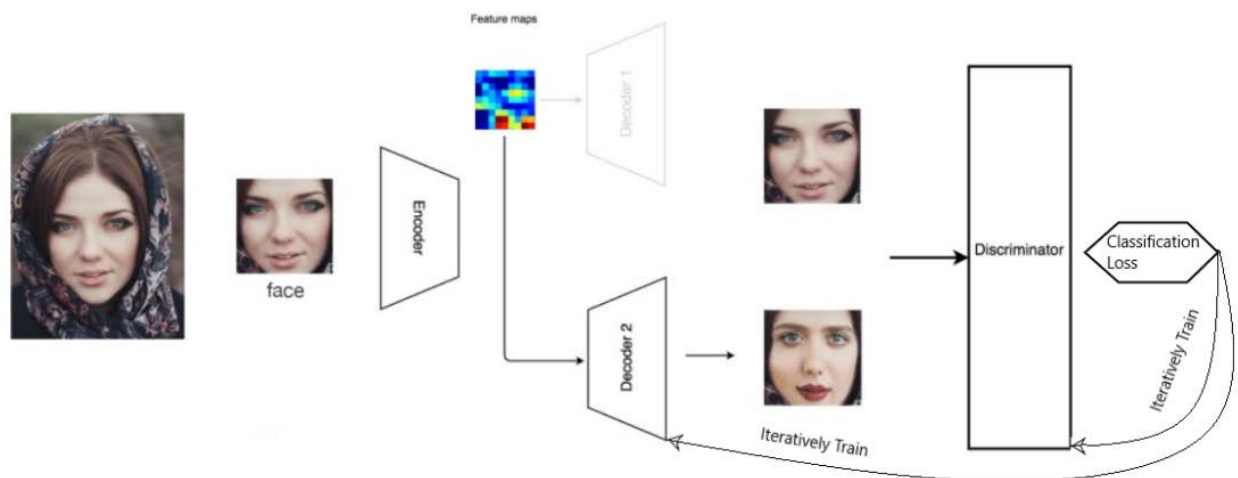 Feature maps
Decoder 1
face
Encoder
Decoder 2
Discriminator
Classification
Loss
Iteratively Train
Iteratively Train